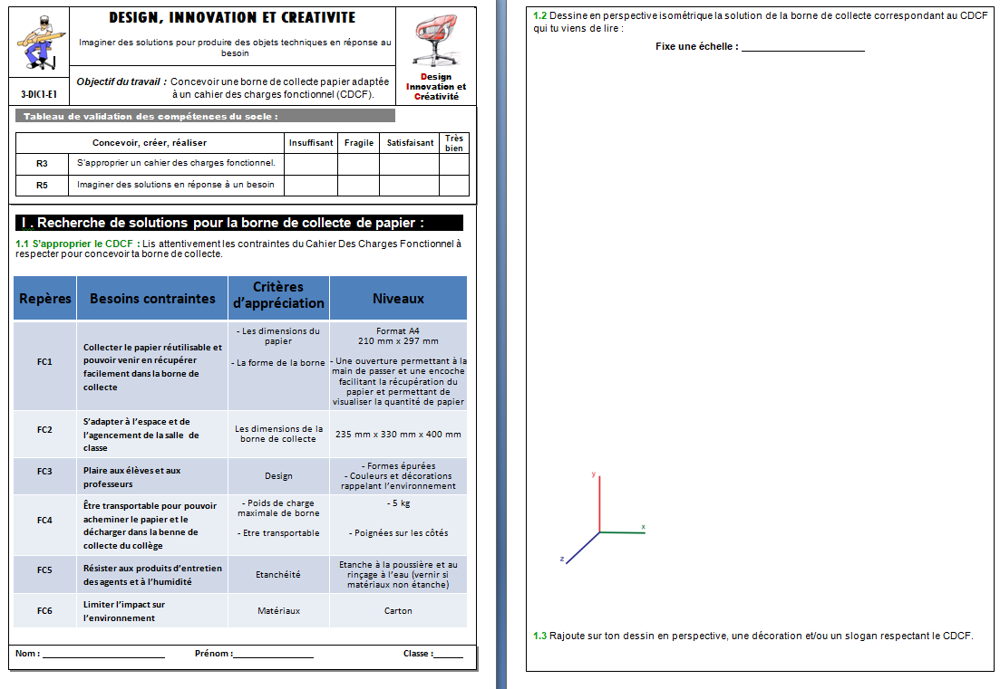 DESIGN, INNOVATION ET CREATIVITE
Imaginer des solutions pour produire des objets techniques en réponse au
besoin
3-DIC1-E1
Objectif du travail : Concevoir une borne de collecte papier adaptée
à un cahier des charges fonctionnel (CDCF).
Design
Innovation et
Créativité
Tableau de validation des compétences du socle :
Concevoir, créer, réaliser Insuffisant Fragile Satisfaisant Très
bien
R3 S'approprier un cahier des charges fonctionnel.
R5 Imaginer des solutions en réponse à un besoin
I . Recherche de solutions pour la borne de collecte de papier :
1.1 S'approprier le CDCF : Lis attentivement les contraintes du Cahier Des Charges Fonctionnel à
respecter pour concevoir ta borne de collecte.
Repères Besoins contraintes Critères
d'appréciation Niveaux
FC1
Collecter le papier réutilisable et
pouvoir venir en récupérer
facilement dans la borne de
collecte
- Les dimensions du
papier
- La forme de la borne
Format A4
210 mm x 297 mm
- Une ouverture permettant à la
main de passer et une encoche
facilitant la récupération du
papier et permettant de
visualiser la quantité de papier
FC2
S'adapter à l'espace et de
l'agencement de la salle de
classe
Les dimensions de la
borne de collecte
235 mm x 330 mm x 400 mm
FC3
Plaire aux élèves et aux
professeurs
Design
- Formes épurées
- Couleurs et décorations
rappelant l'environnement
FC4
Être transportable pour pouvoir
acheminer le papier et le
décharger dans la benne de
collecte du collège
- Poids de charge
maximale de borne
- Etre transportable
- 5 kg
- Poignées sur les côtés
FC5
Résister aux produits d'entretien
des agents et à l'humidité
Etanchéité
Etanche à la poussière et au
rinçage à l'eau (vernir si
matériaux non étanche)
FC6
Limiter l'impact sur
l'environnement
Matériaux
Carton
Nom : ______ Prénom :______ Classe :______
1.2 Dessine en perspective isométrique la solution de la borne de collecte correspondant au CDCF
qui tu viens de lire :
Fixe une échelle : ______
y
x
z
1.3 Rajoute sur ton dessin en perspective, une décoration et/ou un slogan respectant le CDCF.